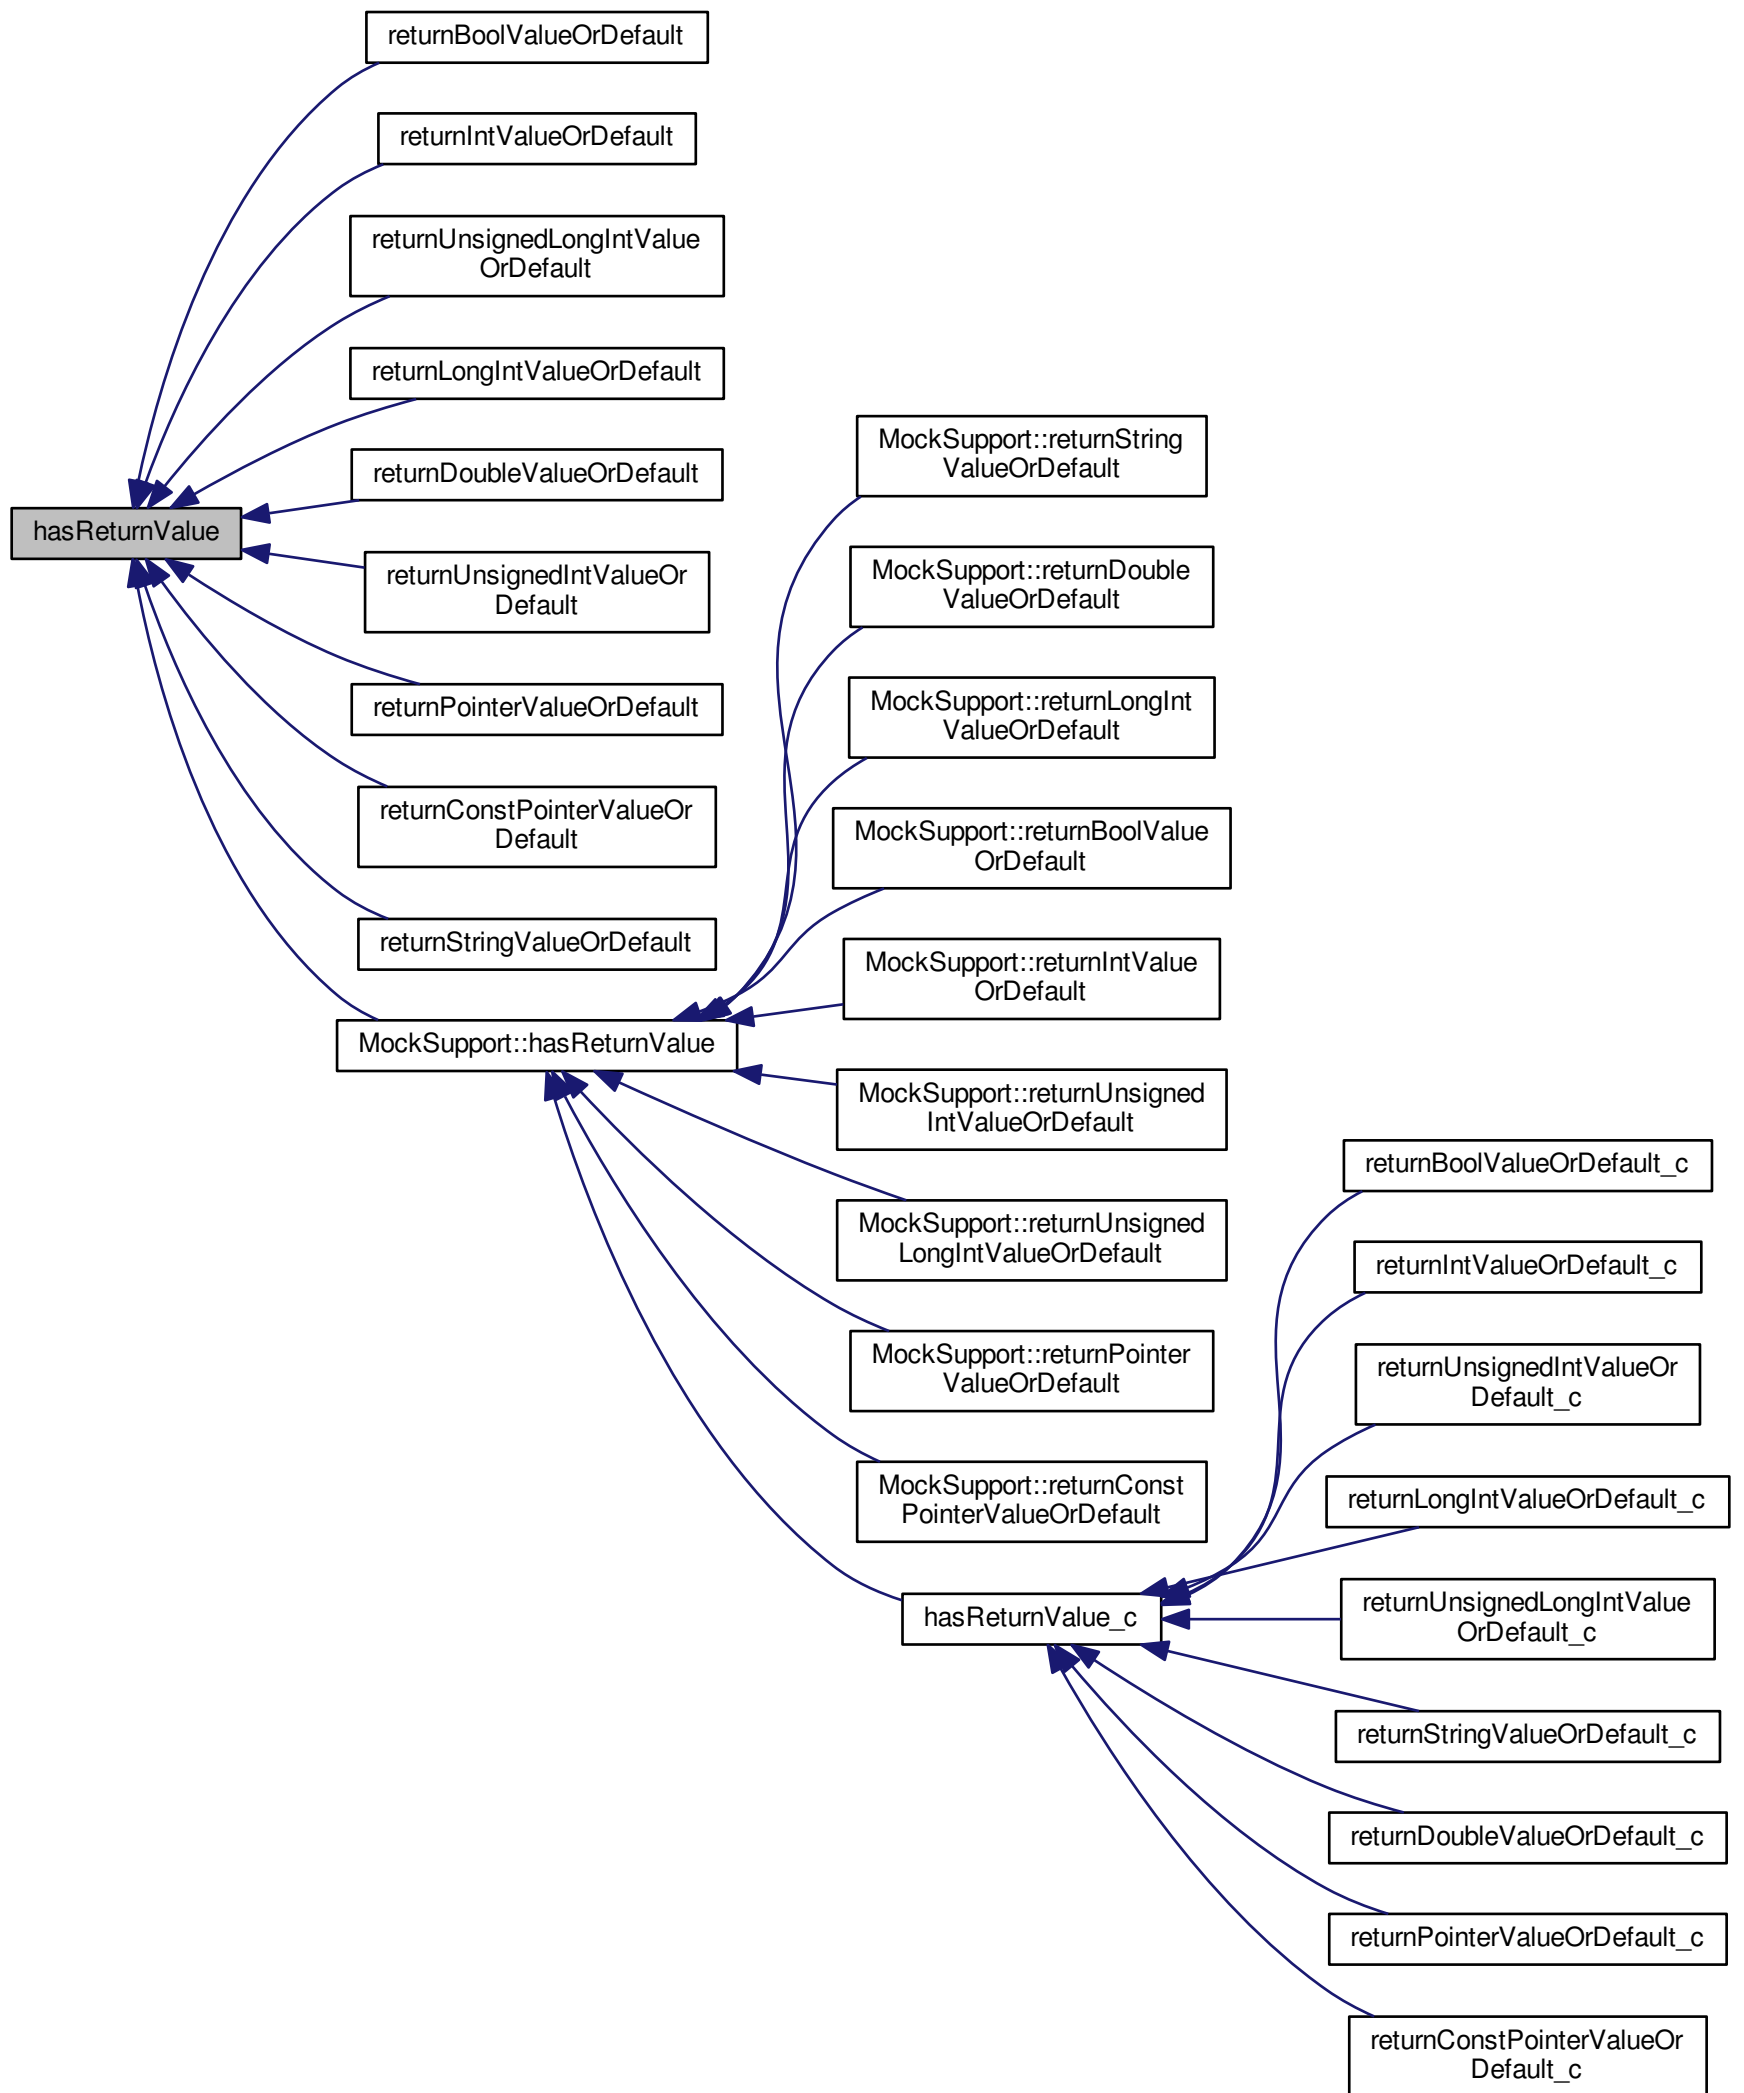 returnBoolValueOrDefault
returnIntValueOrDefault
returnUnsignedLongIntValue
OrDefault
returnLongIntValueOrDefault
returnDoubleValueOrDefault
hasReturnValue
returnUnsignedIntValueOr
Default
returnPointerValueOrDefault
returnConstPointerValueOr
Default
returnStringValueOrDefault
MockSupport::hasReturnValue
MockSupport::returnString
ValueOrDefault
MockSupport::returnDouble
ValueOrDefault
MockSupport::returnLongInt
ValueOrDefault
MockSupport::returnBoolValue
OrDefault
MockSupport::returnIntValue
OrDefault
MockSupport::returnUnsigned
IntValueOrDefault
MockSupport::returnUnsigned
LongIntValueOrDefault
MockSupport::returnPointer
ValueOrDefault
MockSupport::returnConst
PointerValueOrDefault
hasReturnValue_c
returnBoolValueOrDefault_c
returnIntValueOrDefault_c
returnUnsignedIntValueOr
Default_c
returnLongIntValueOrDefault_c
returnUnsignedLongIntValue
OrDefault_c
returnStringValueOrDefault_c
returnDoubleValueOrDefault_c
returnPointerValueOrDefault_c
returnConstPointerValueOr
Default_c